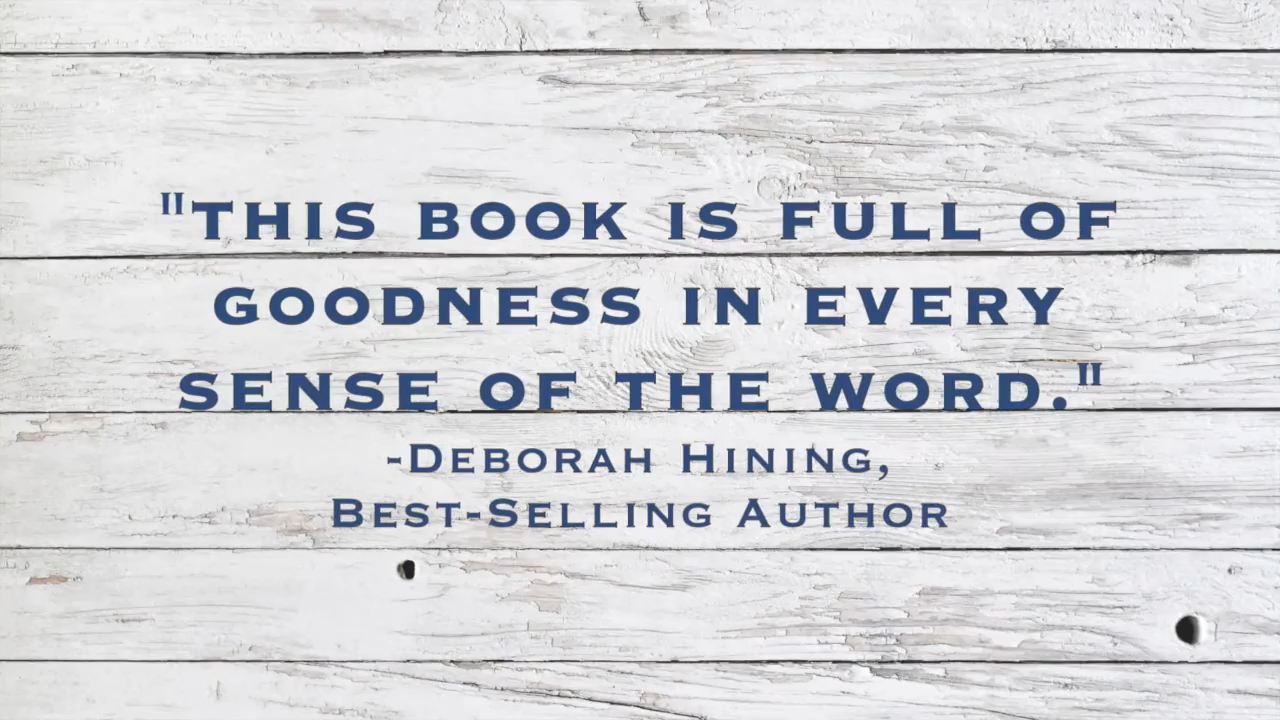 "THIS BOOK IS FULL OF
GOODNESS IN EVERY
SENSE OF THE WORD."
-DEBORAH HINING,
BEST-SELLING AUTHOR